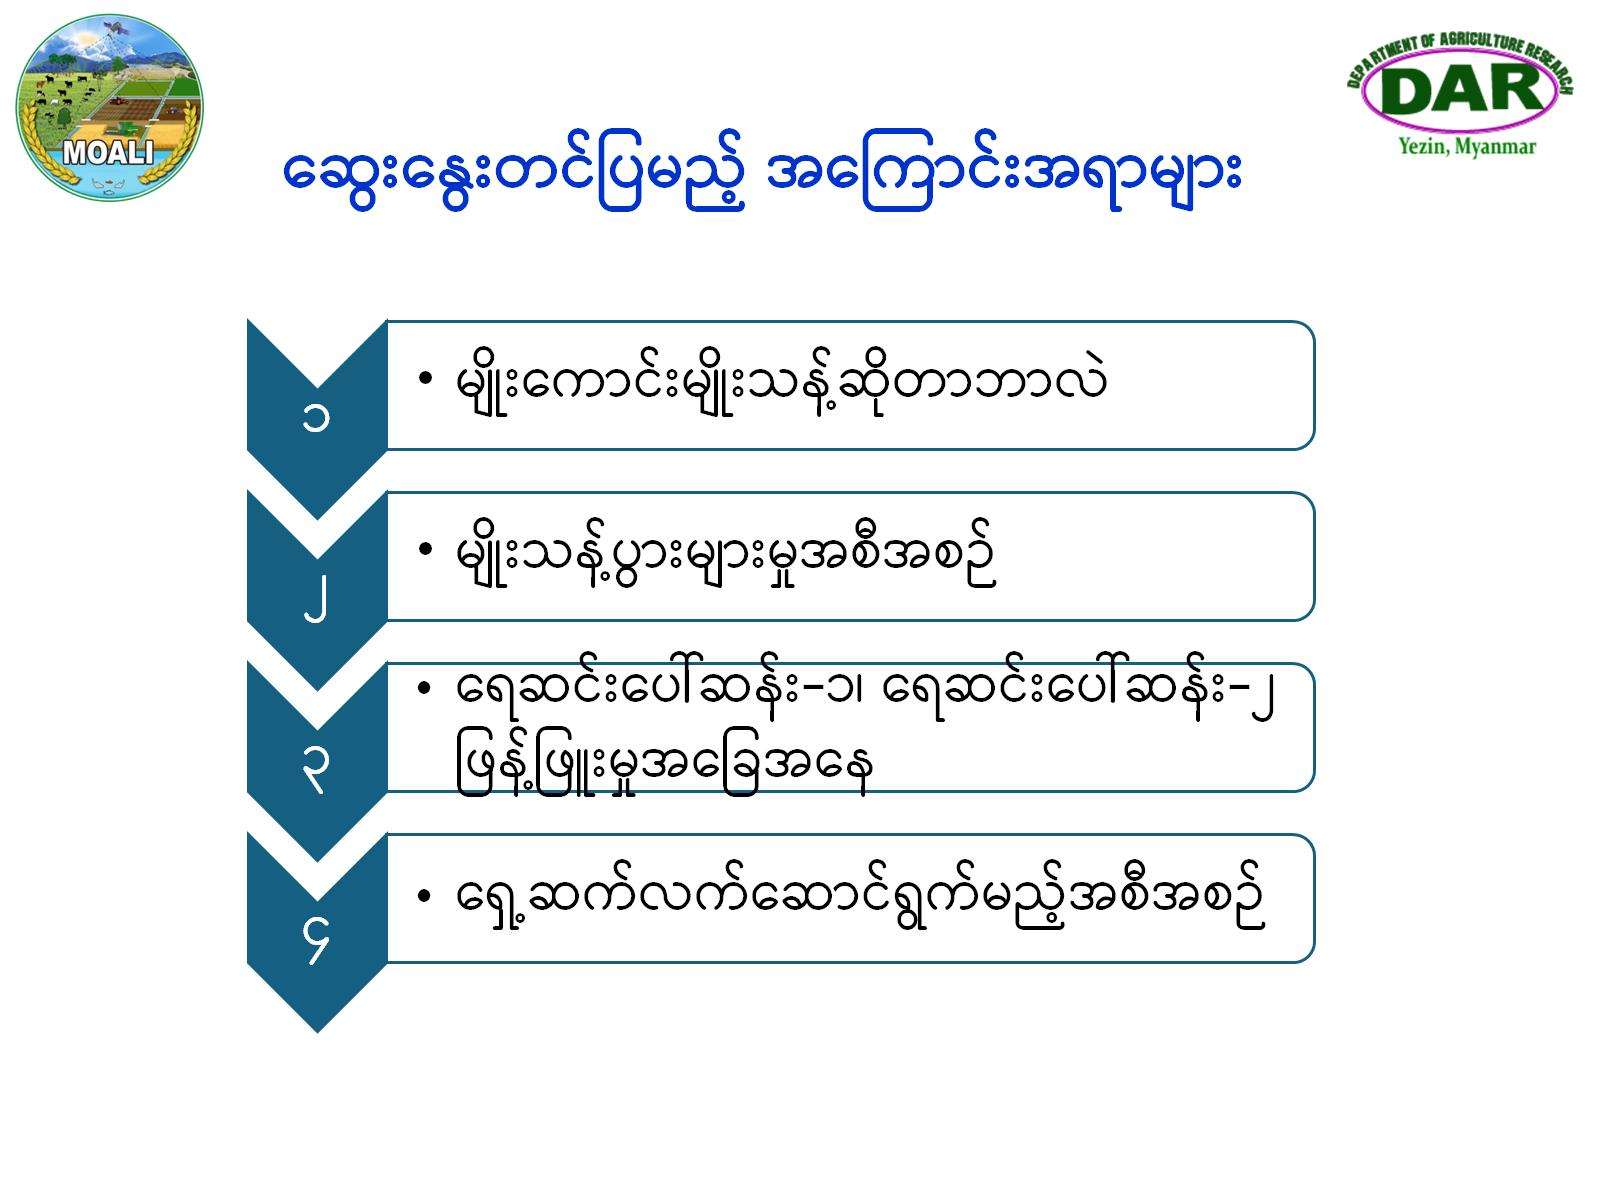 MOALI
DEPARTMENT OF AGRICULTURE RESEARCH
DAR
Yezin, Myanmar
ဆွေးနွေးတင်ပြမည့် အကြောင်းအရာများ
၁
• မျိုးကောင်းမျိုးသန့်ဆိုတာဘာလဲ
၂
• မျိုးသန့်ပွားများမှုအစီအစဉ်
၃
• ရေဆင်းပေါ်ဆန်း-၁၊ ရေဆင်းပေါ်ဆန်း-၂
ဖြန့်ဖြူးမှုအခြေအနေ
၄
• ရှေ့ဆက်လက်ဆောင်ရွက်မည့်အစီအစဉ်